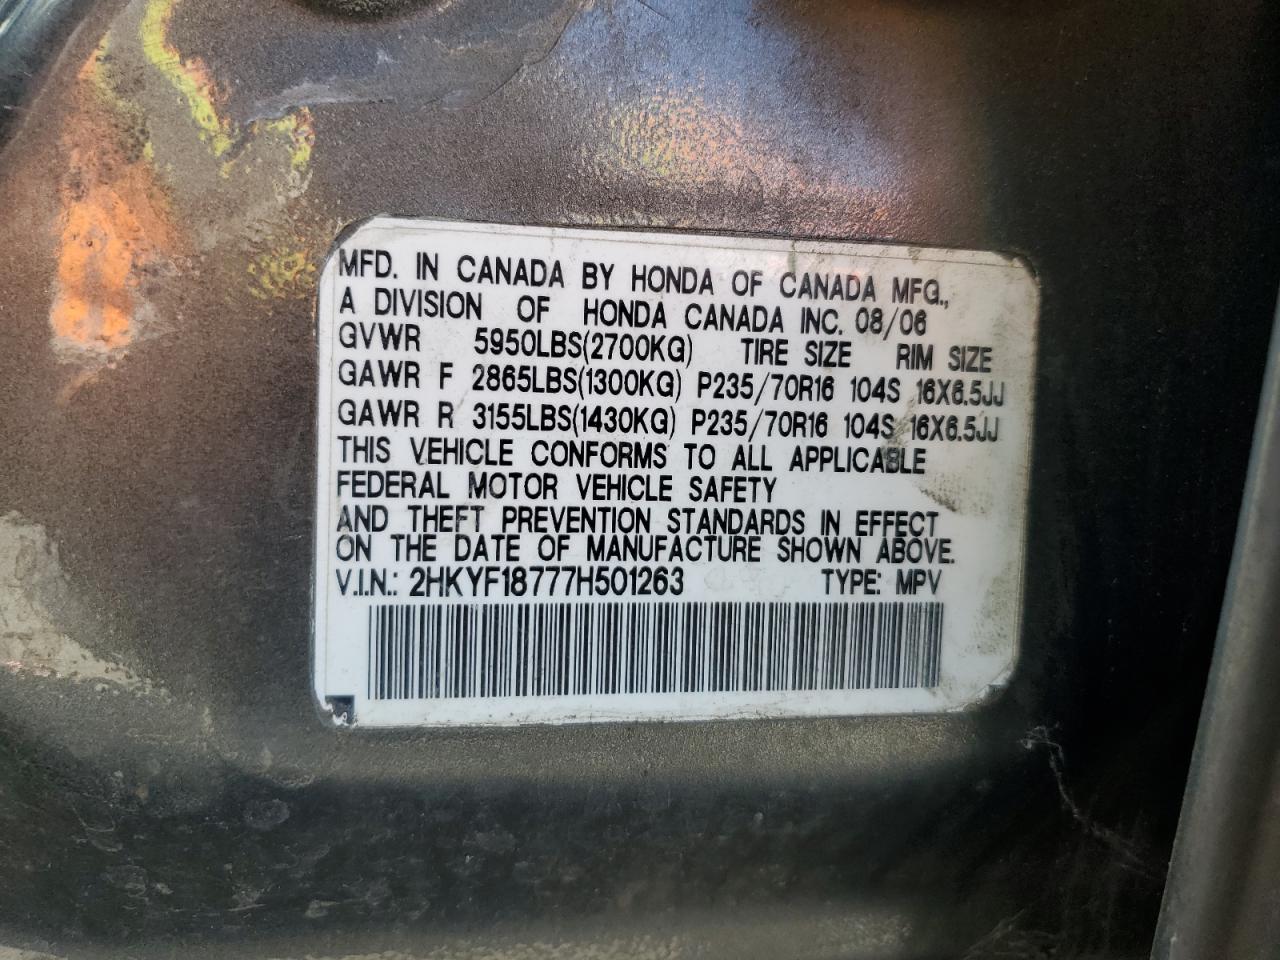 MFD. IN CANADA BY HONDA OF CANADA MFG.,
A DIVISION OF HONDA CANADA INC. 08/06
GVWR 5950LBS(2700KG) TIRE SIZE RIM SIZE
GAWR F 2865LBS(1300KG) P235/70R16 104S 16X6.5JJ
GAWR R 3155LBS(1430KG) P235/70R16 104S 16X6.5JJ
THIS VEHICLE CONFORMS TO ALL APPLICABLE
FEDERAL MOTOR VEHICLE SAFETY
AND THEFT PREVENTION STANDARDS IN EFFECT
ON THE DATE OF MANUFACTURE SHOWN ABOVE.
V.I.N.: 2HKYF18777H501263 TYPE: MPV